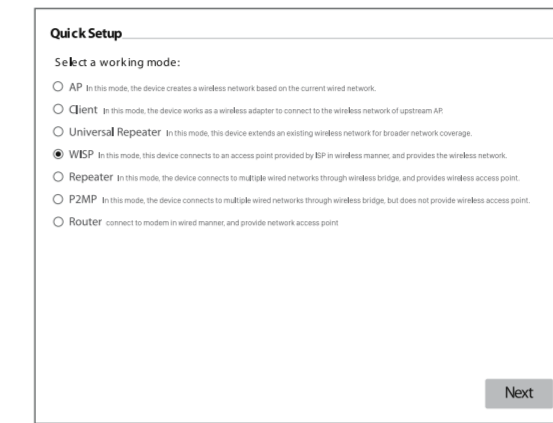 Quick Setup
Select a working mode:
AP In this mode, the device creates a wireless network based on the current wired network.
Client In this mode, the device works as a wireless adapter to connect to the wireless network of upstream AP.
Universal Repeater In this mode, this device extends an existing wireless network for broader network coverage.
WISP In this mode, this device connects to an access point provided by ISP in wireless manner, and provides the wireless network.
Repeater In this mode, the device connects to multiple wired networks through wireless bridge, and provides wireless access point.
P2MP In this mode, the device connects to multiple wired networks through wireless bridge, but does not provide wireless access point.
Router connect to modem in wired manner, and provide network access point
Next